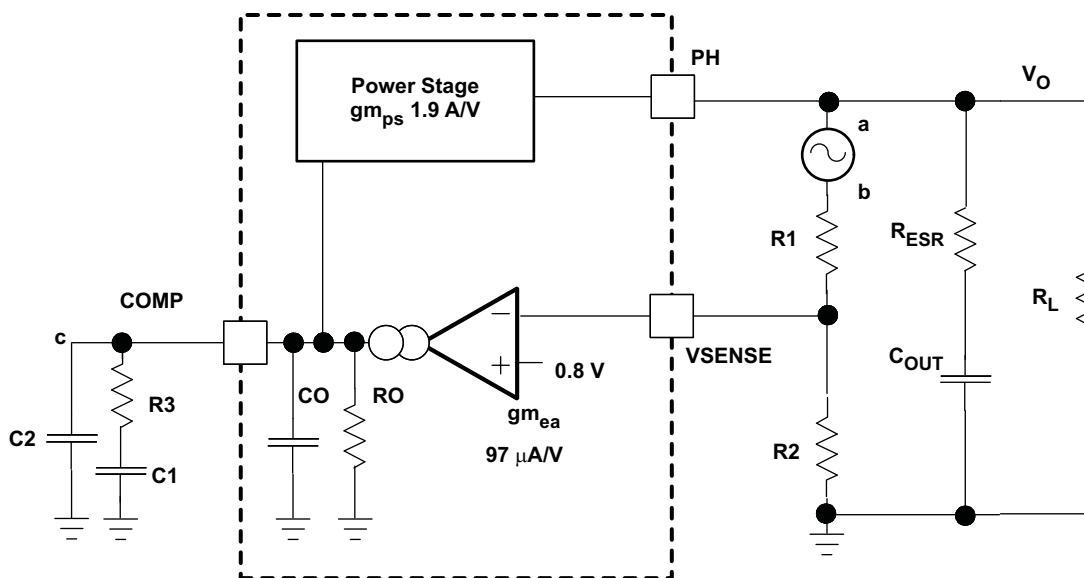 PH
Power Stage
gm_ps 1.9 A/V
V_O
a
b
R1
R_ESR
COMP
R_L
c
VSENSE
−
+
0.8 V
C_OUT
R3
CO
RO
gm_ea
C2
R2
97 μA/V
C1